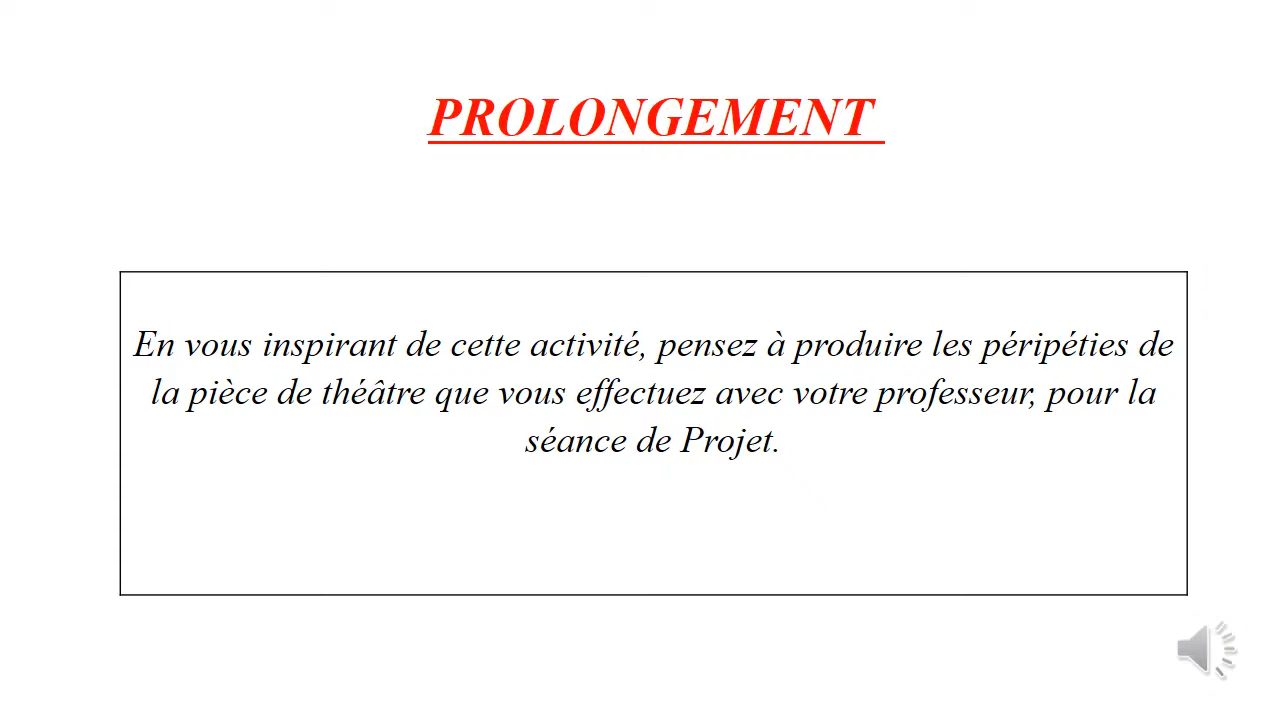 PROLONGEMENT
En vous inspirant de cette activité, pensez à produire les péripéties de
la pièce de théâtre que vous effectuez avec votre professeur, pour la
séance de Projet.